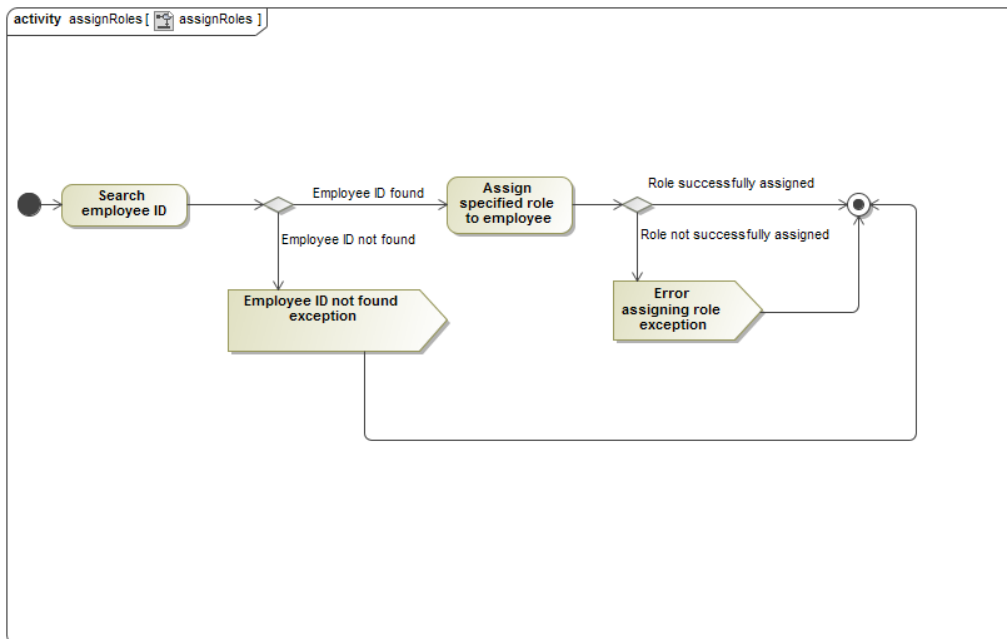 activity assignRoles [ assignRoles ]
Search
employee ID
Employee ID found
Employee ID not found
Assign
specified role
to employee
Role successfully assigned
Role not successfully assigned
Employee ID not found
exception
Error
assigning role
exception